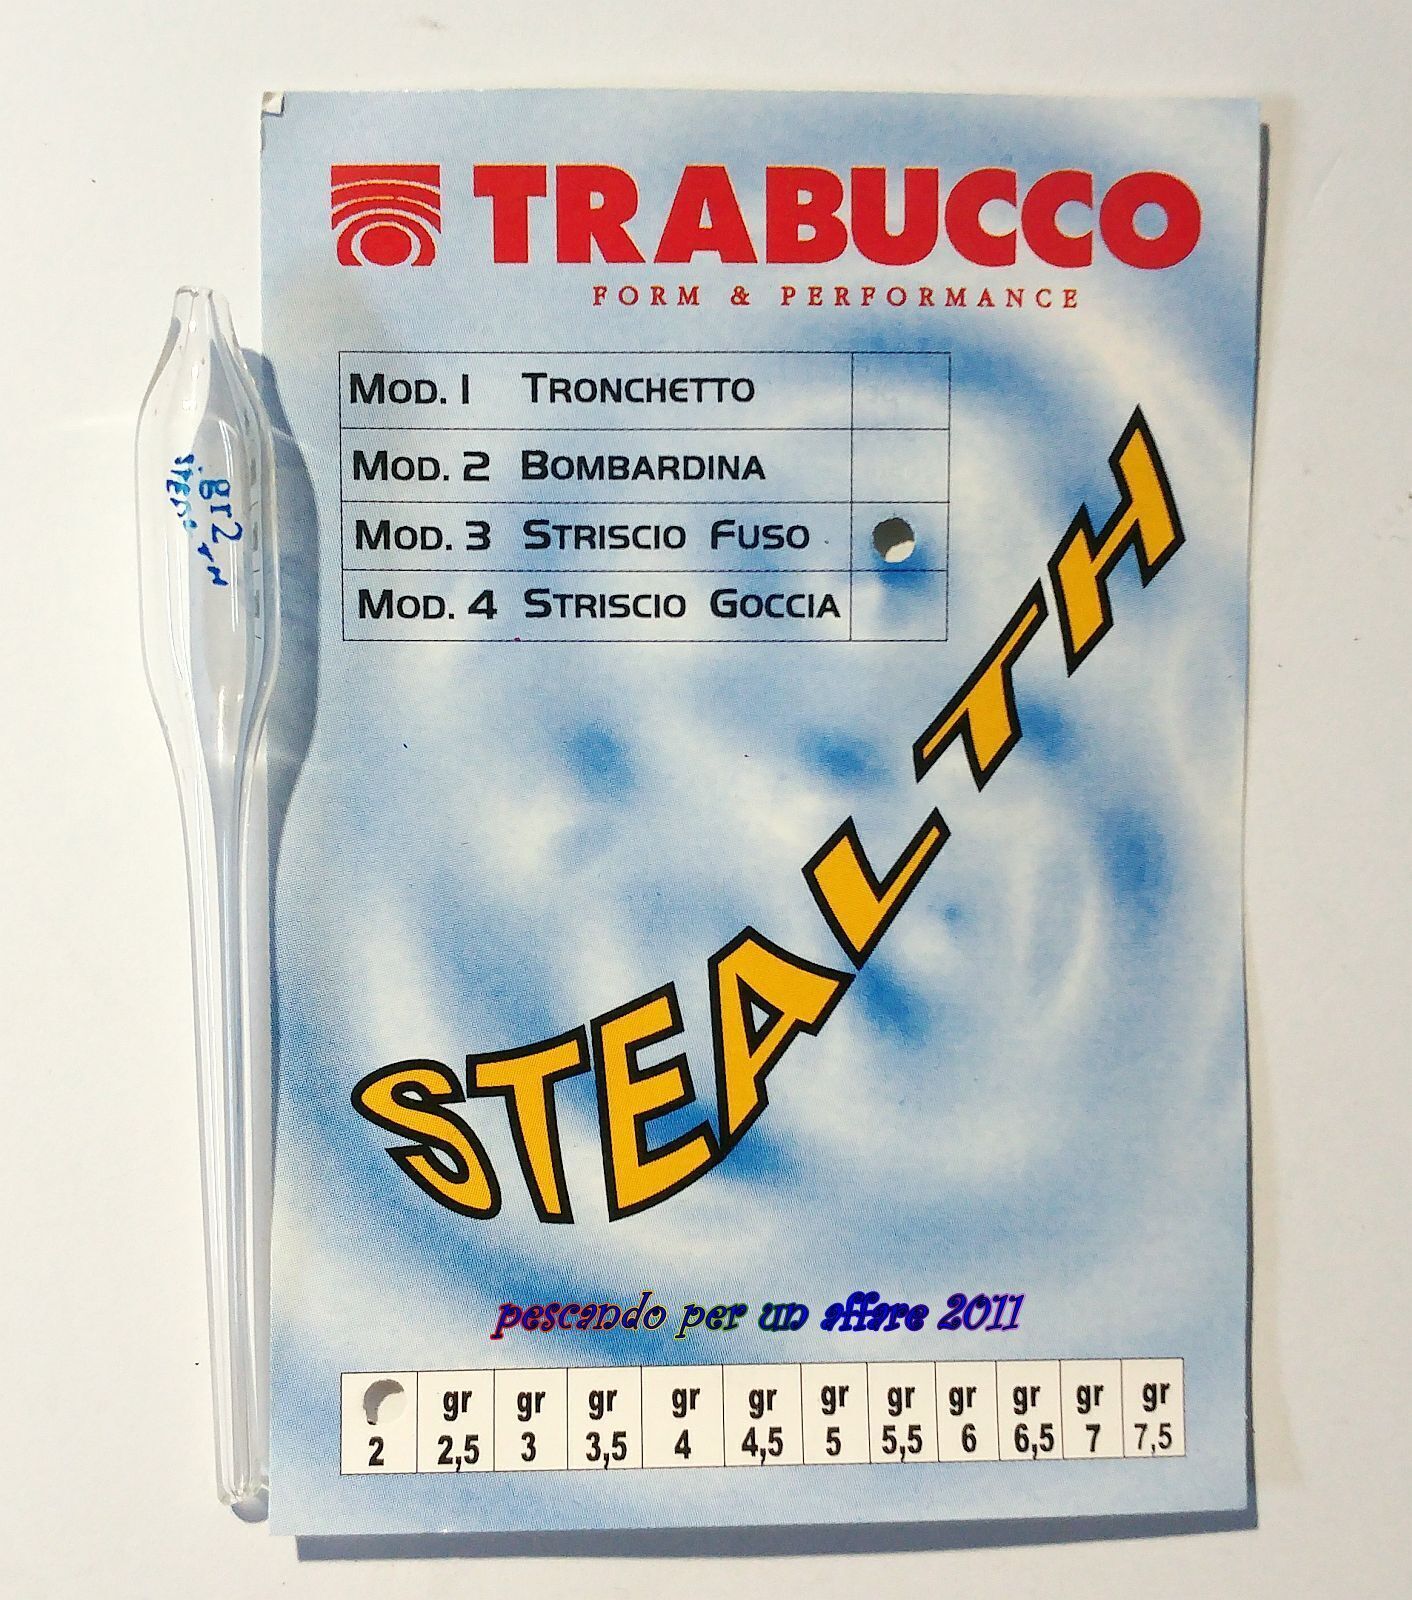 TRABUCCO
FORM & PERFORMANCE
MOD. 1 TRONCHETTO
MOD. 2 BOMBARDINA
MOD. 3 STRISCIO FUSO
MOD. 4 STRISCIO GOCCIA
gr2
STEALTH
pescando per un affare 2011
2
gr 2,5
gr 3
gr 3,5
gr 4
gr 4,5
gr 5
gr 5,5
gr 6
gr 6,5
gr 7
gr 7,5